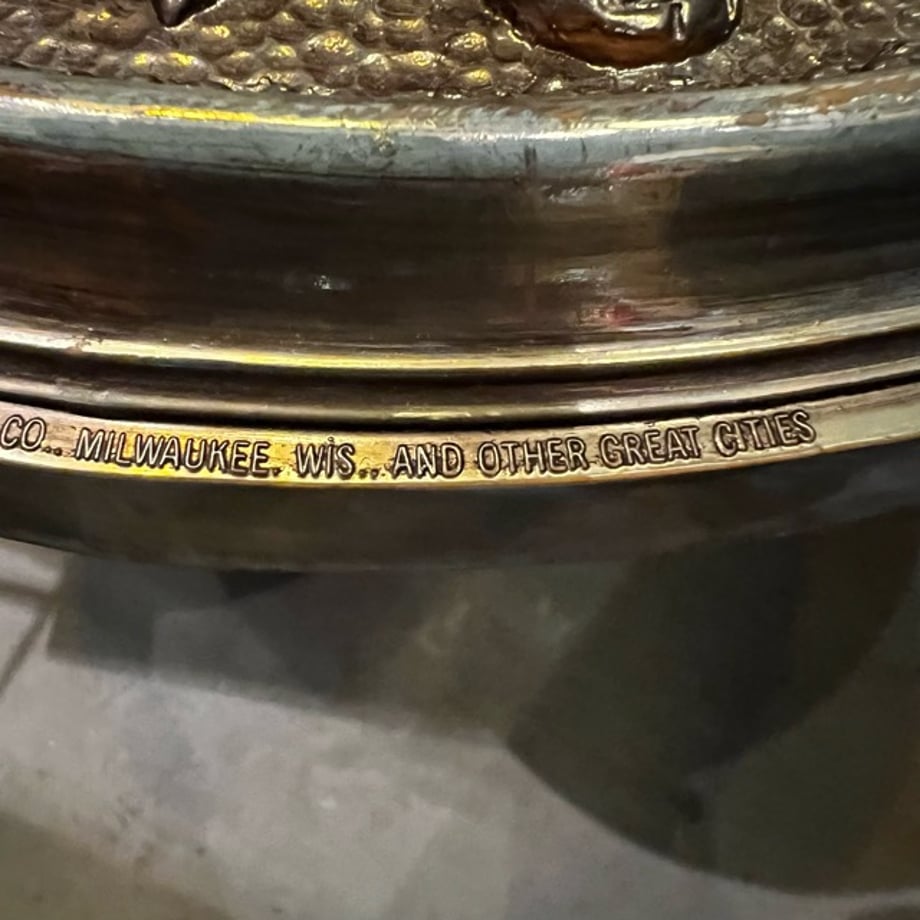 CO., MILWAUKEE, WIS., AND OTHER GREAT CITIES